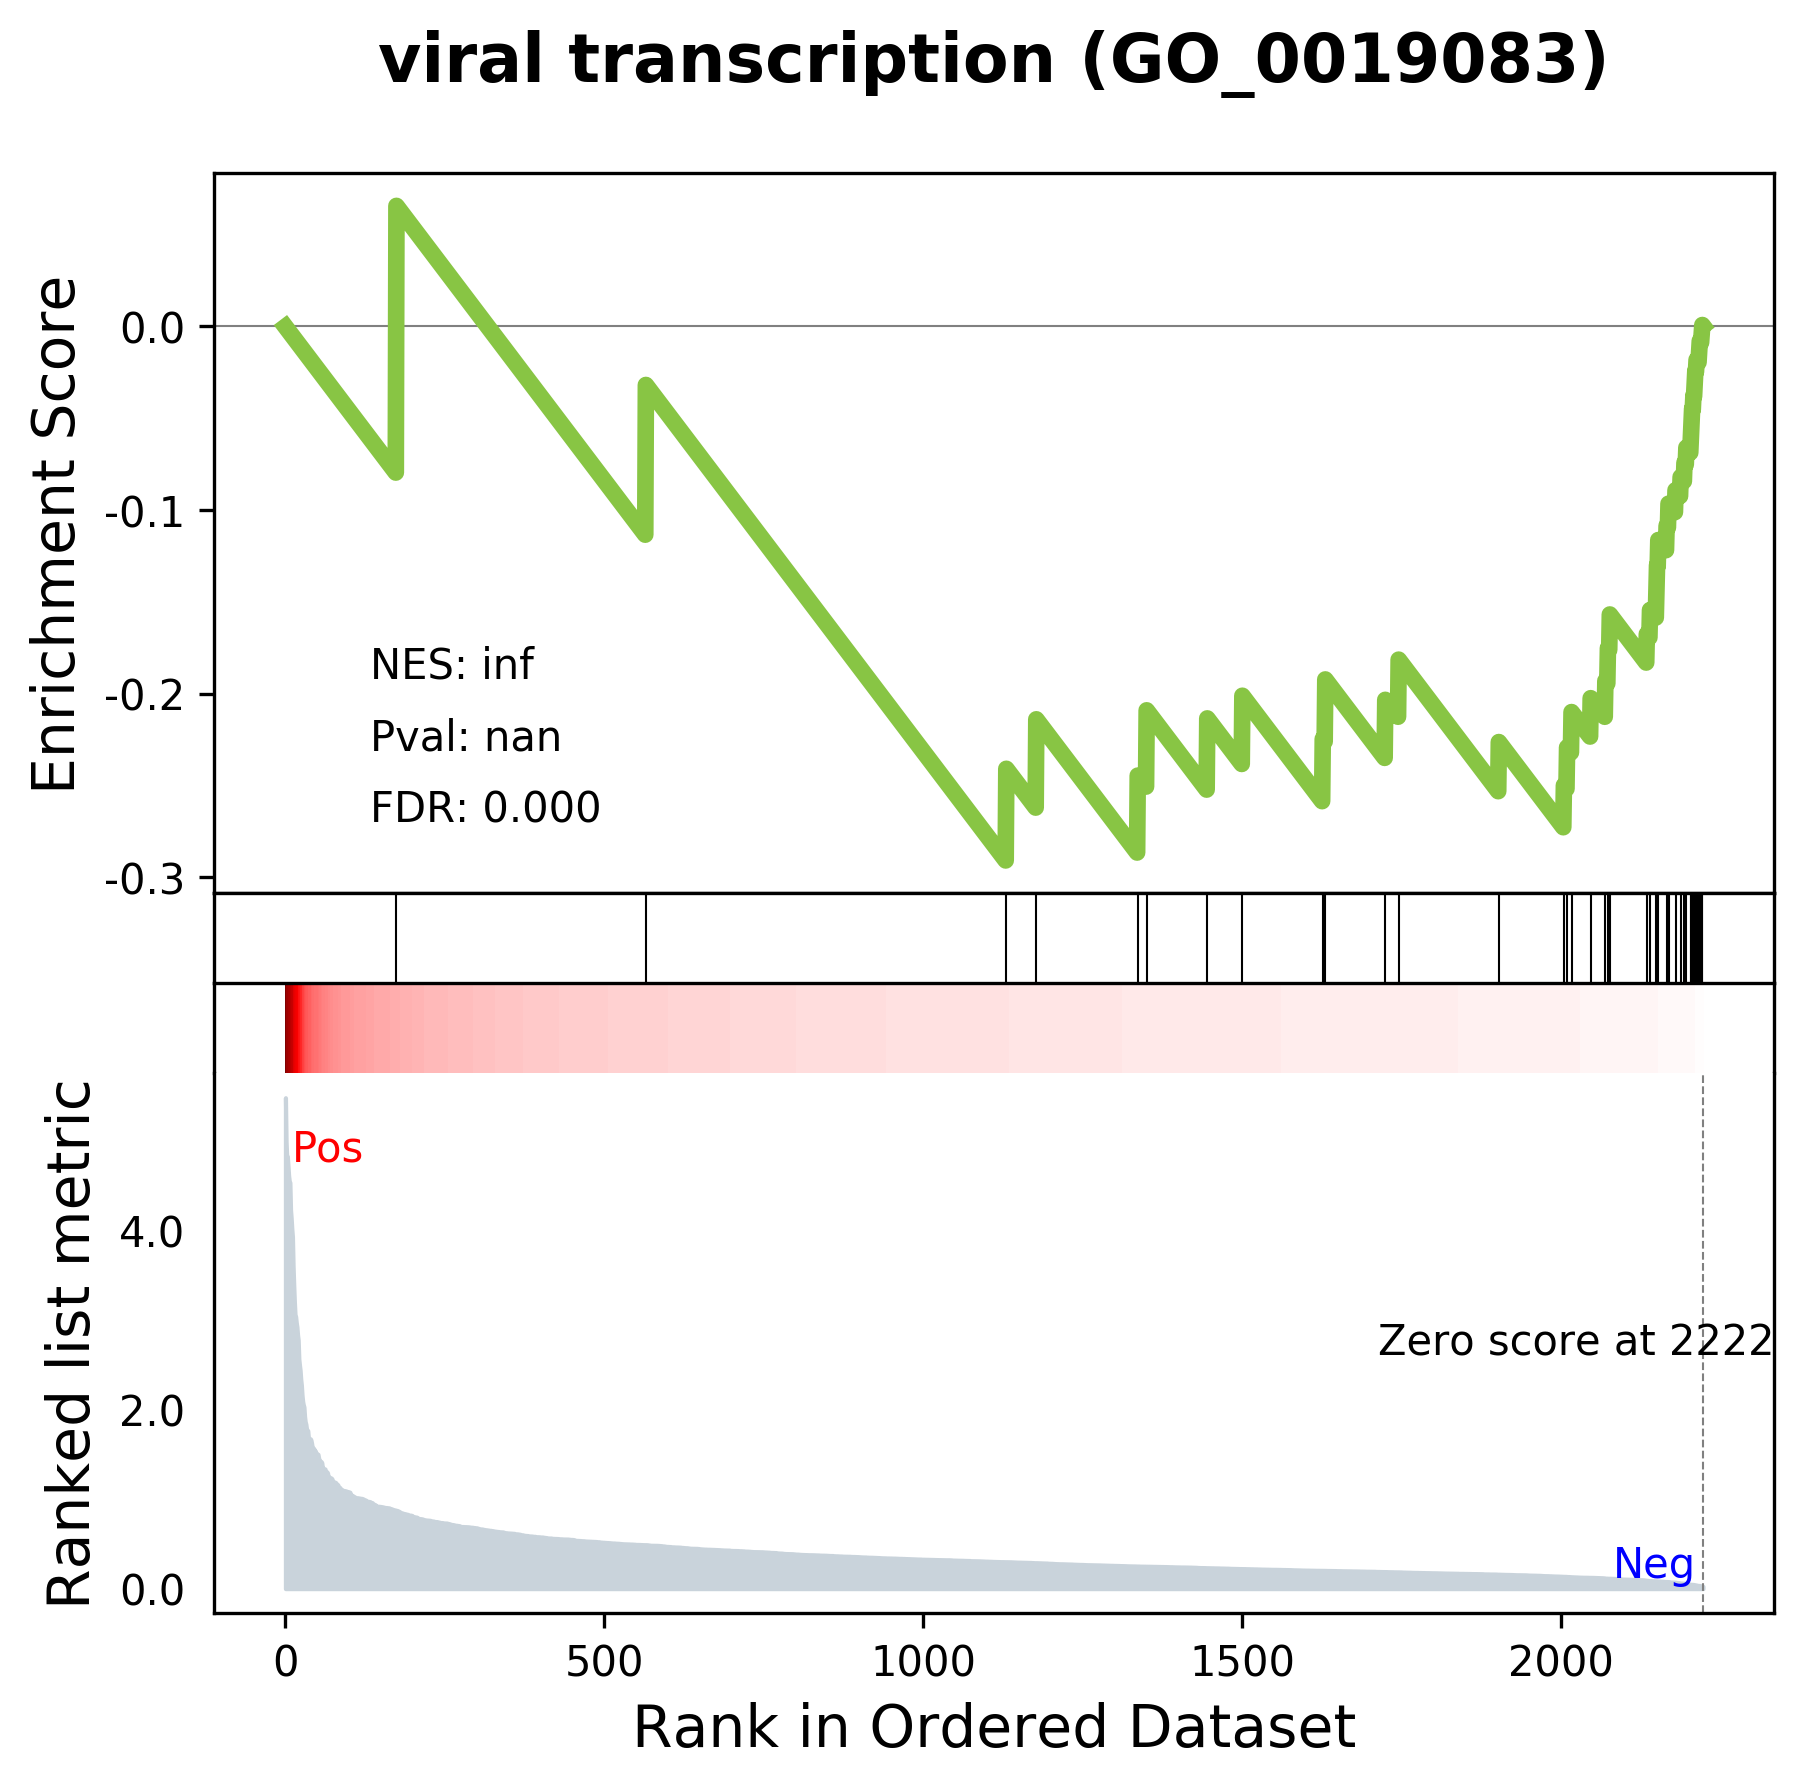 viral transcription (GO_0019083)
Enrichment Score
0.0
-0.1
-0.2
-0.3
NES: inf
Pval: nan
FDR: 0.000
Ranked list metric
Pos
4.0
2.0
0.0
Zero score at 2222
Neg
0 500 1000 1500 2000
Rank in Ordered Dataset